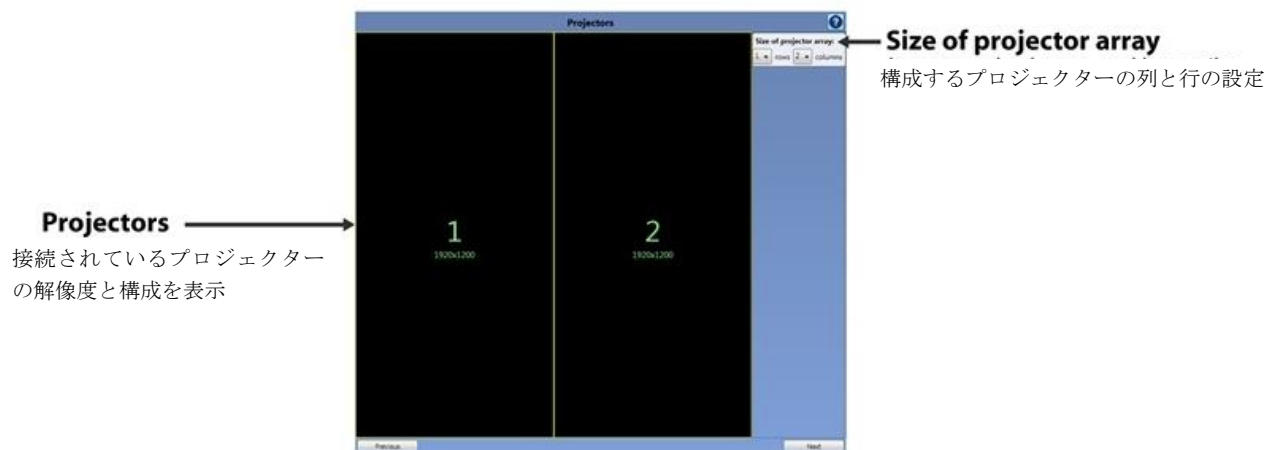 Projectors
?
Size of projector array:
1 rows 2 columns
Size of projector array
構成するプロジェクターの列と行の設定
Projectors
接続されているプロジェクター
の解像度と構成を表示
1
1920x1200
2
1920x1200
Previous
Next